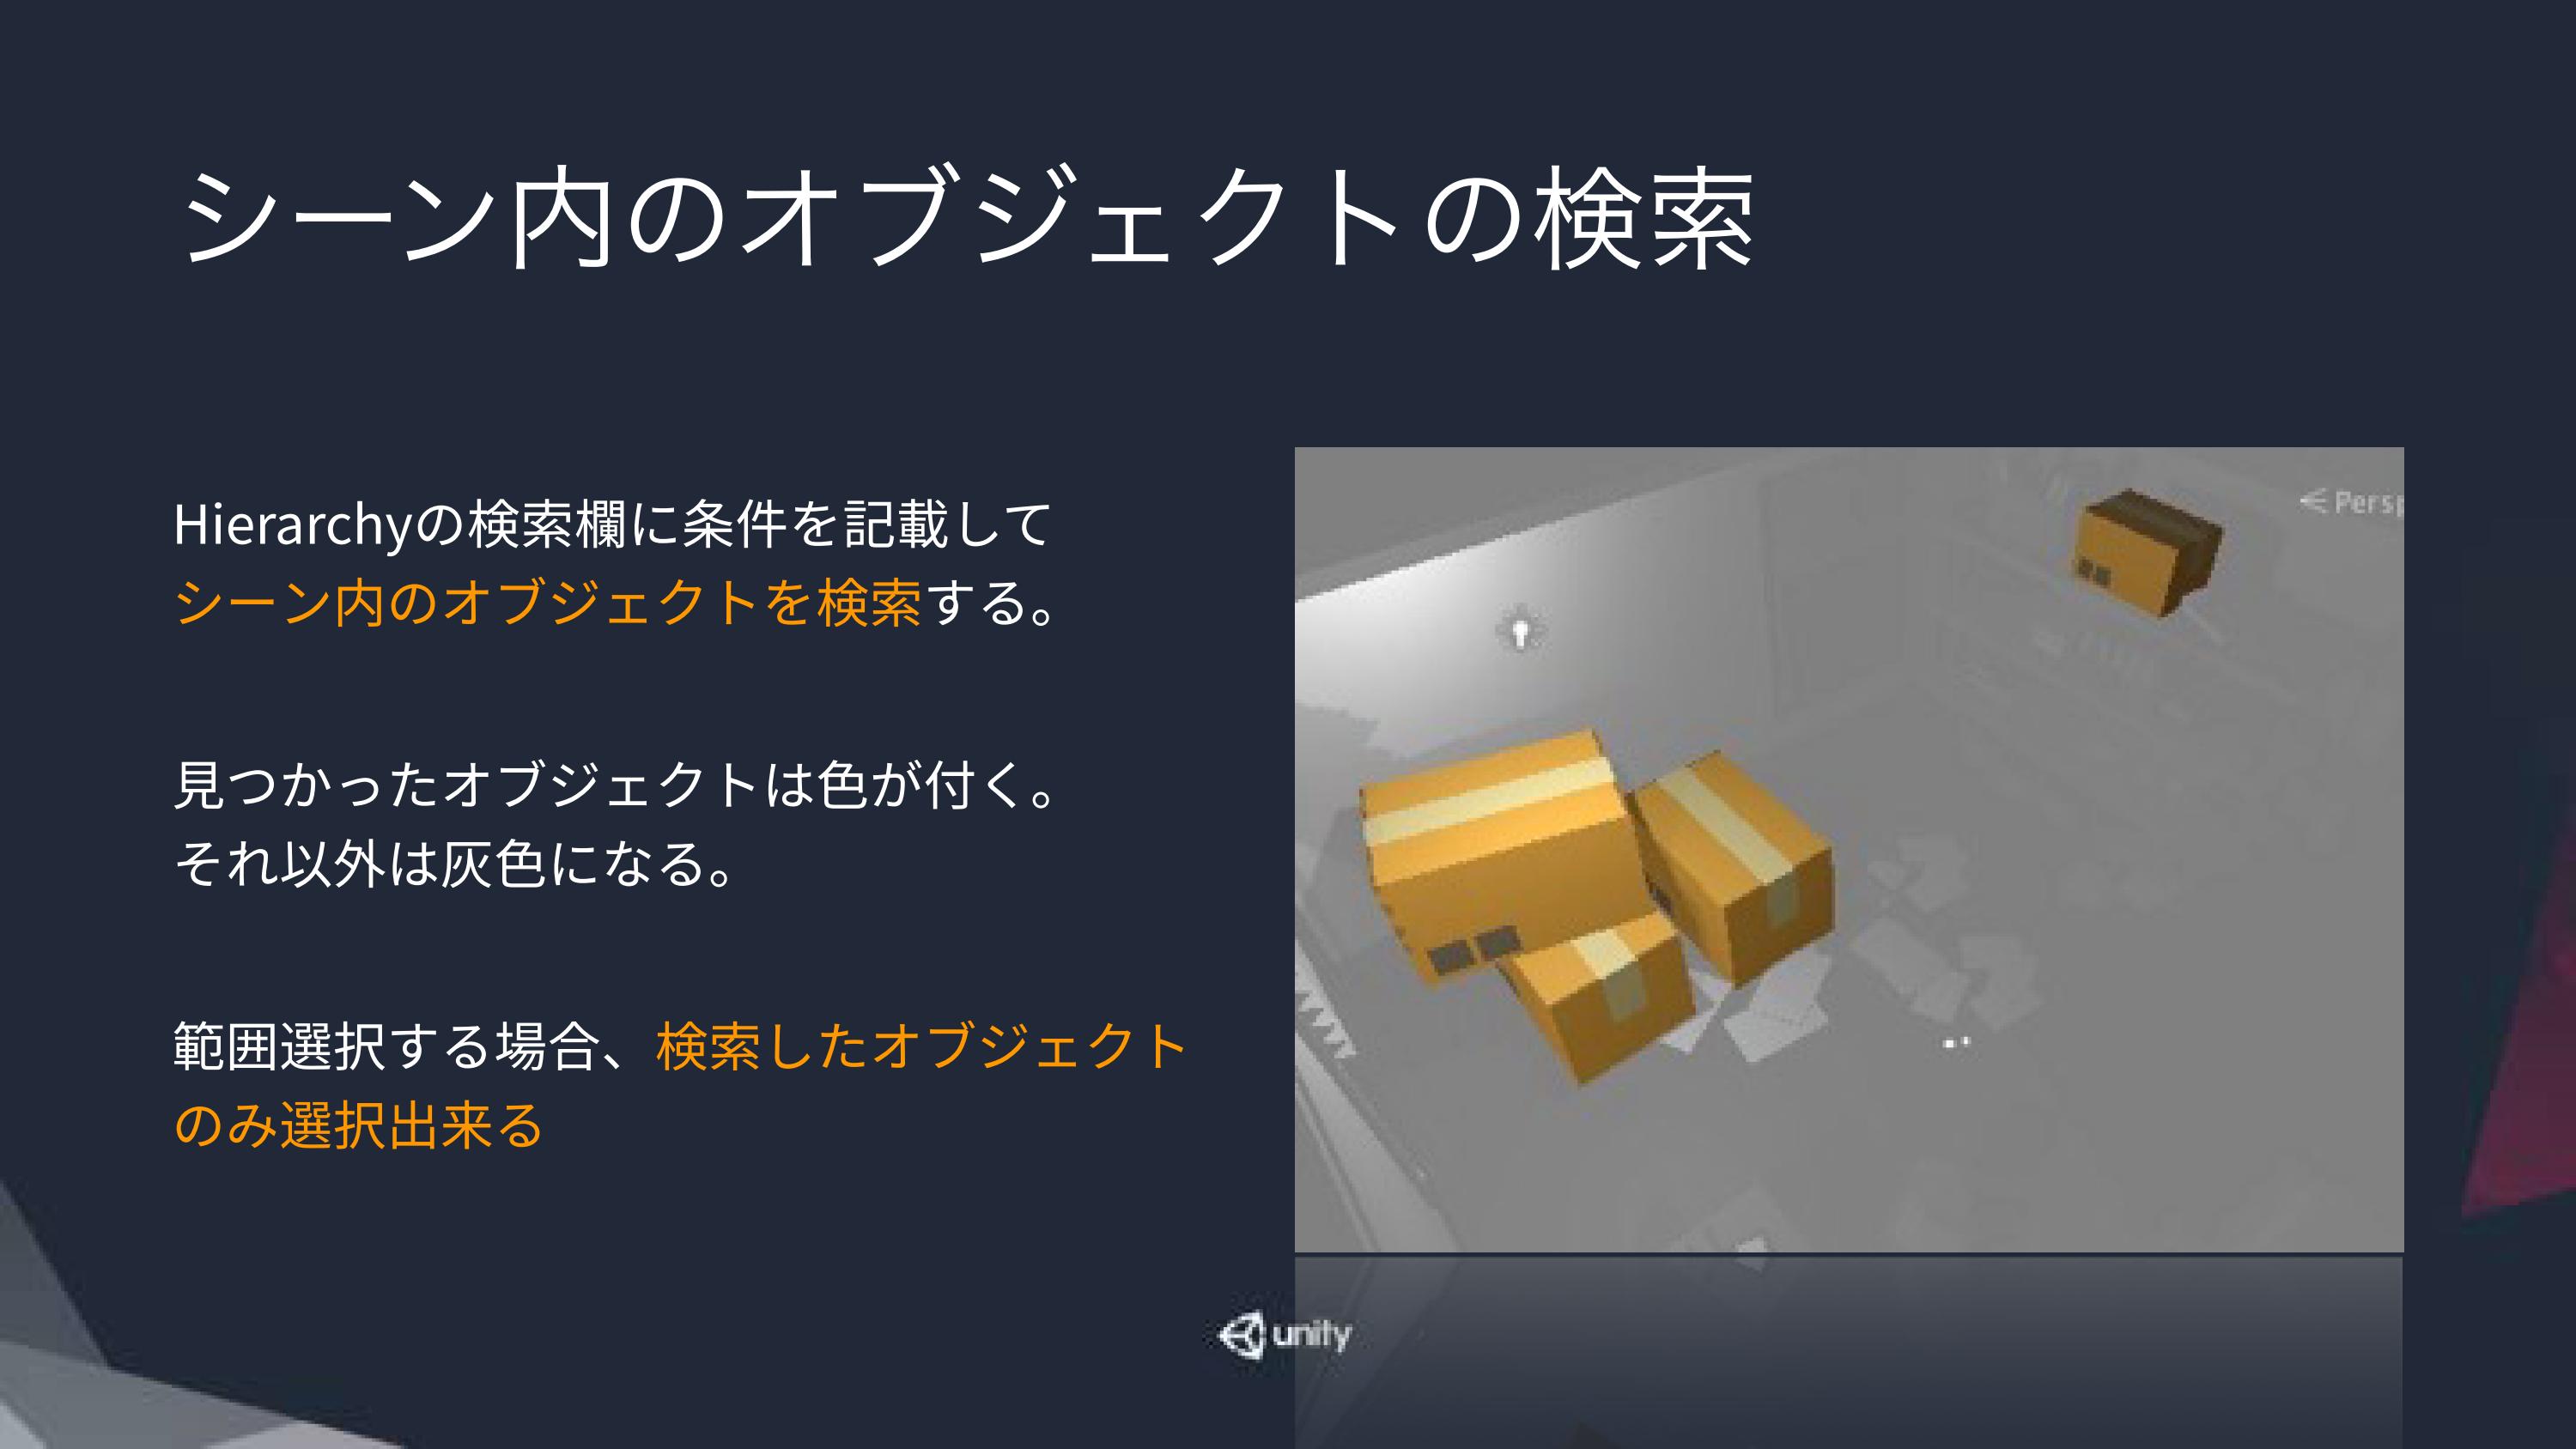 シーン内のオブジェクトの検索
Hierarchyの検索欄に条件を記載して
シーン内のオブジェクトを検索する。
見つかったオブジェクトは色が付く。
それ以外は灰色になる。
範囲選択する場合、検索したオブジェクト
のみ選択出来る
Persp
unity